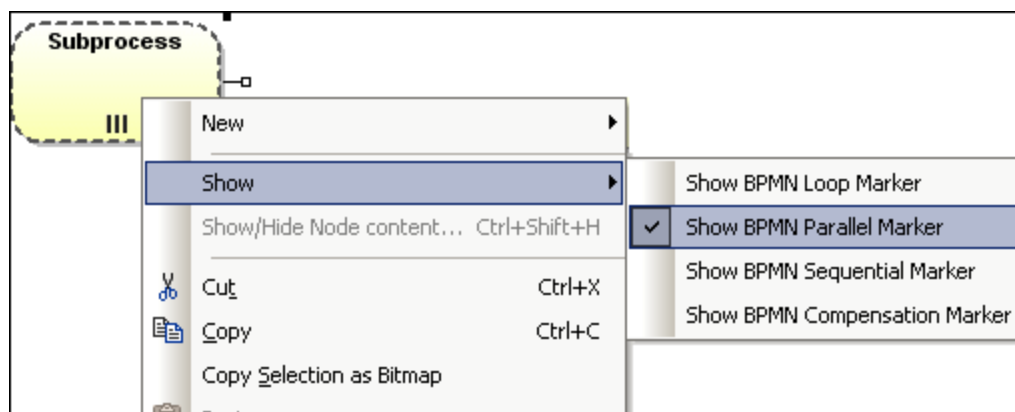 Subprocess
New
Show
Show/Hide Node content... Ctrl+Shift+H
Cut Ctrl+X
Copy Ctrl+C
Copy Selection as Bitmap
Show BPMN Loop Marker
Show BPMN Parallel Marker
Show BPMN Sequential Marker
Show BPMN Compensation Marker